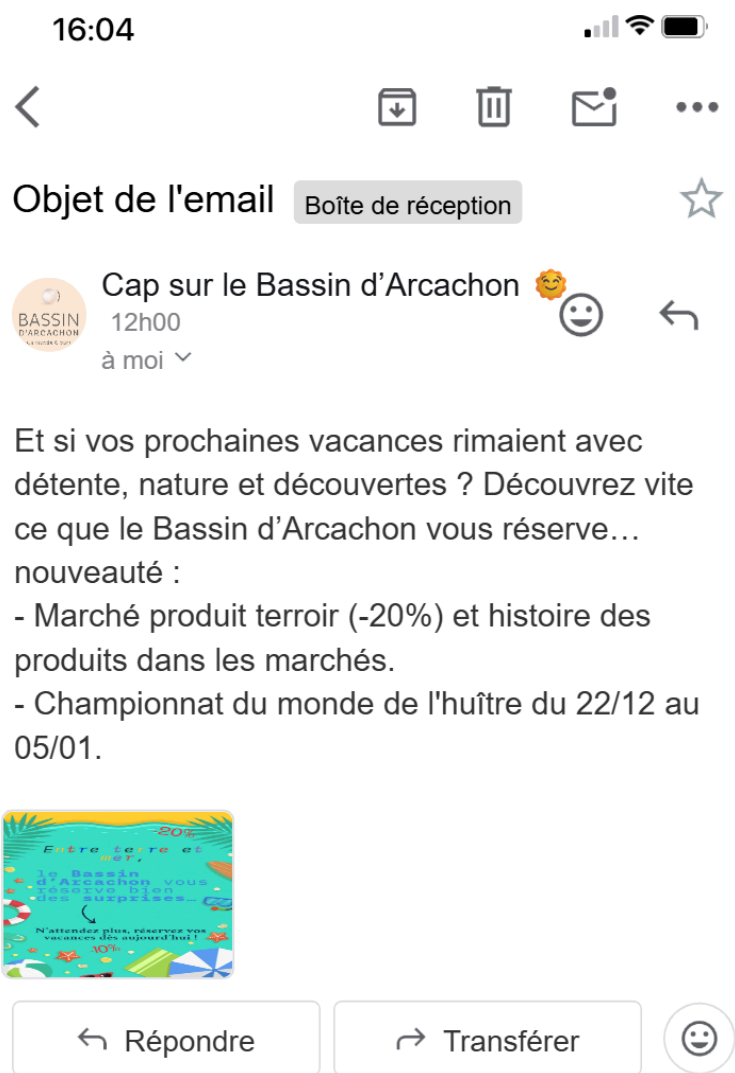 16:04
Objet de l'email Boîte de réception
Cap sur le Bassin d'Arcachon
BASSIN
D'ARCACHON
12h00
à moi
Et si vos prochaines vacances rimaient avec
détente, nature et découvertes ? Découvrez vite
ce que le Bassin d'Arcachon vous réserve…
nouveauté :
- Marché produit terroir (-20%) et histoire des
produits dans les marchés.
- Championnat du monde de l'huître du 22/12 au
05/01.
-20%
Entre terre et
mer,
le Bassin
d'Arcachon vous
réserve bien
des surprises…
N'attendez plus, réservez vos
vacances dès aujourd'hui !
-10%
Répondre Transférer